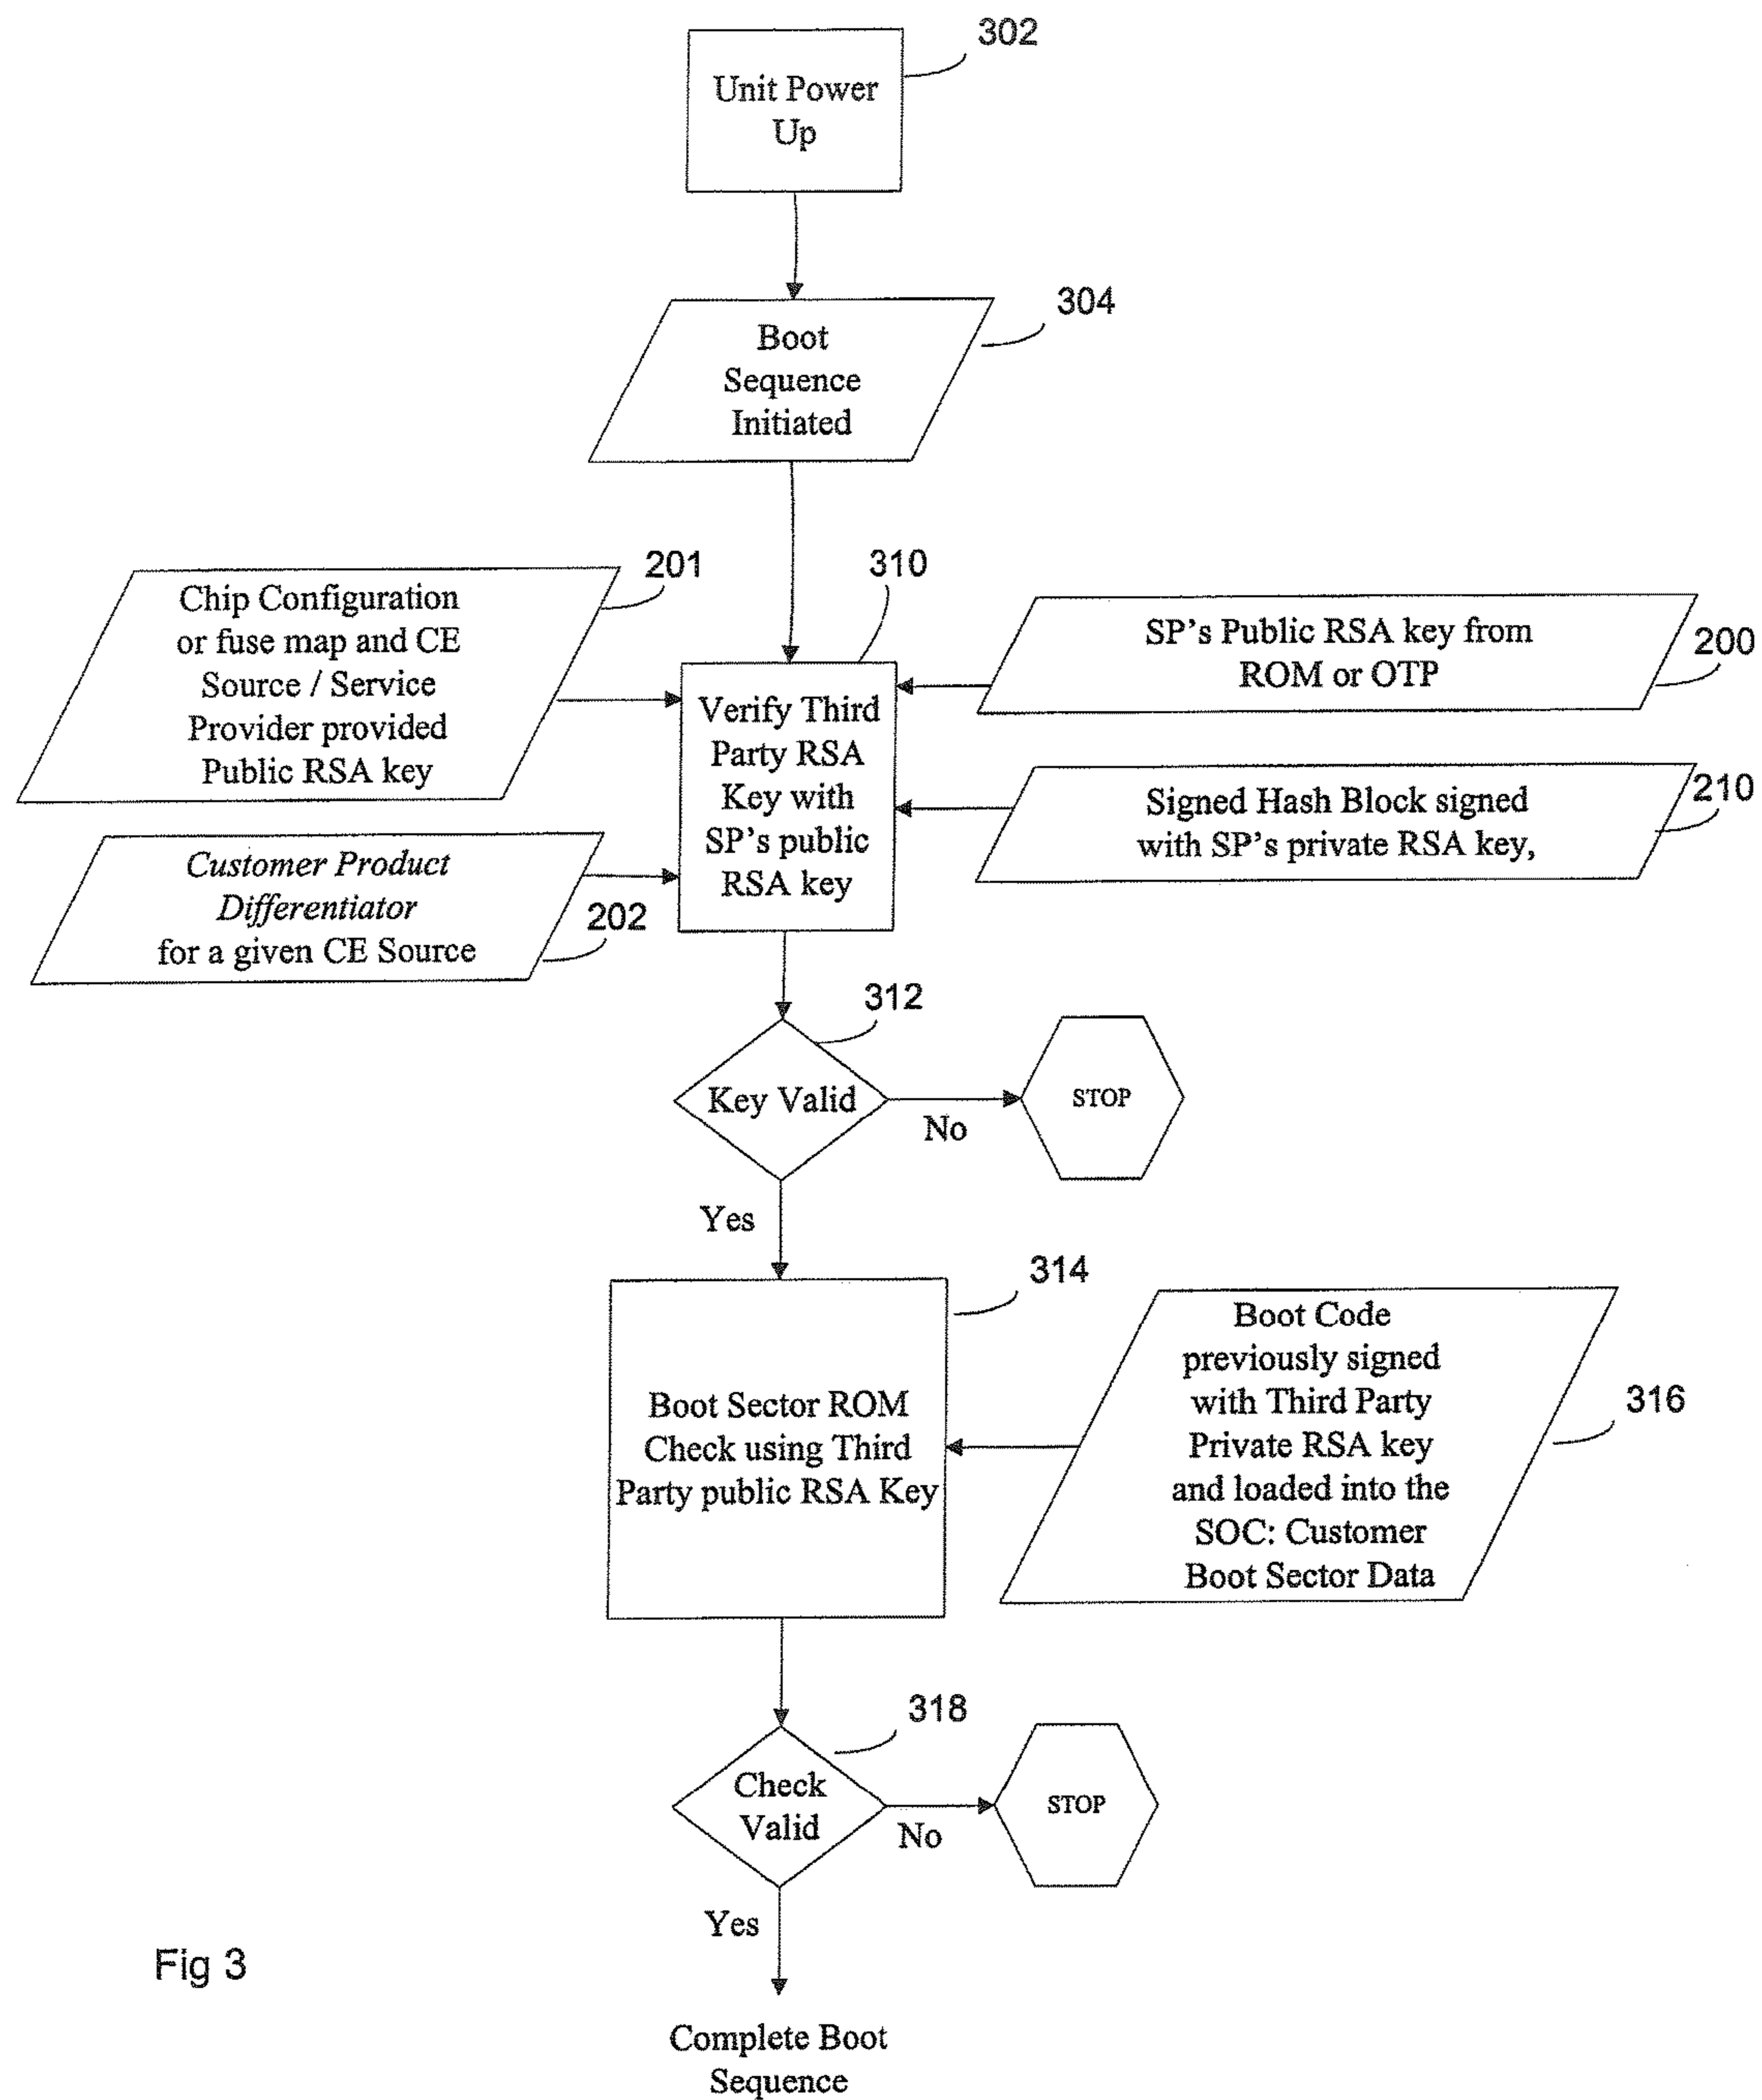 302
Unit Power
Up
304
Boot
Sequence
Initiated
201
Chip Configuration
or fuse map and CE
Source / Service
Provider provided
Public RSA key
310
Verify Third
Party RSA
Key with
SP's public
RSA key
SP's Public RSA key from
ROM or OTP
200
Signed Hash Block signed
with SP's private RSA key,
210
Customer Product
Differentiator
for a given CE Source
202
312
Key Valid
No
STOP
Yes
314
Boot Sector ROM
Check using Third
Party public RSA Key
Boot Code
previously signed
with Third Party
Private RSA key
and loaded into the
SOC: Customer
Boot Sector Data
316
318
Check
Valid
No
STOP
Yes
Fig 3
Complete Boot
Sequence